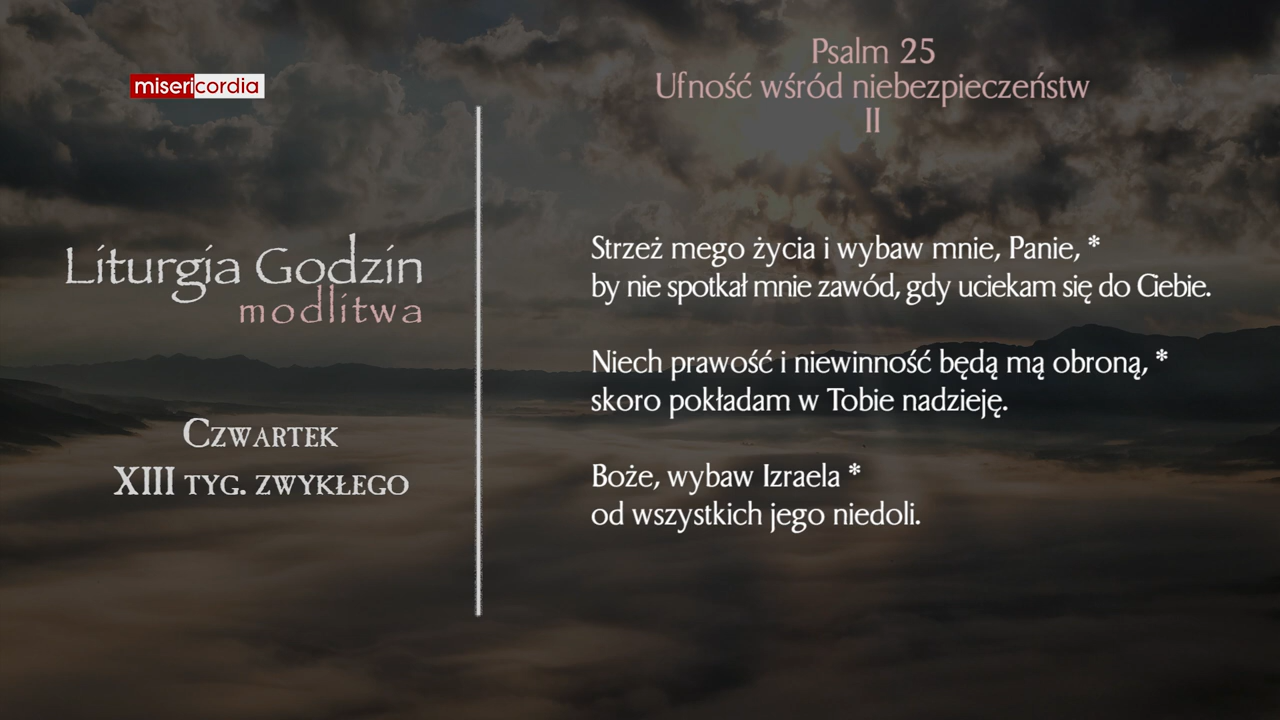 misericordia
Liturgia Godzin
modlitwa
Czwartek
XIII tyg. zwykłego
Psalm 25
Ufność wśród niebezpieczeństw
II
Strzeż mego życia i wybaw mnie, Panie, *
by nie spotkał mnie zawód, gdy uciekam się do Ciebie.
Niech prawość i niewinność będą mą obroną, *
skoro pokładam w Tobie nadzieję.
Boże, wybaw Izraela *
od wszystkich jego niedoli.